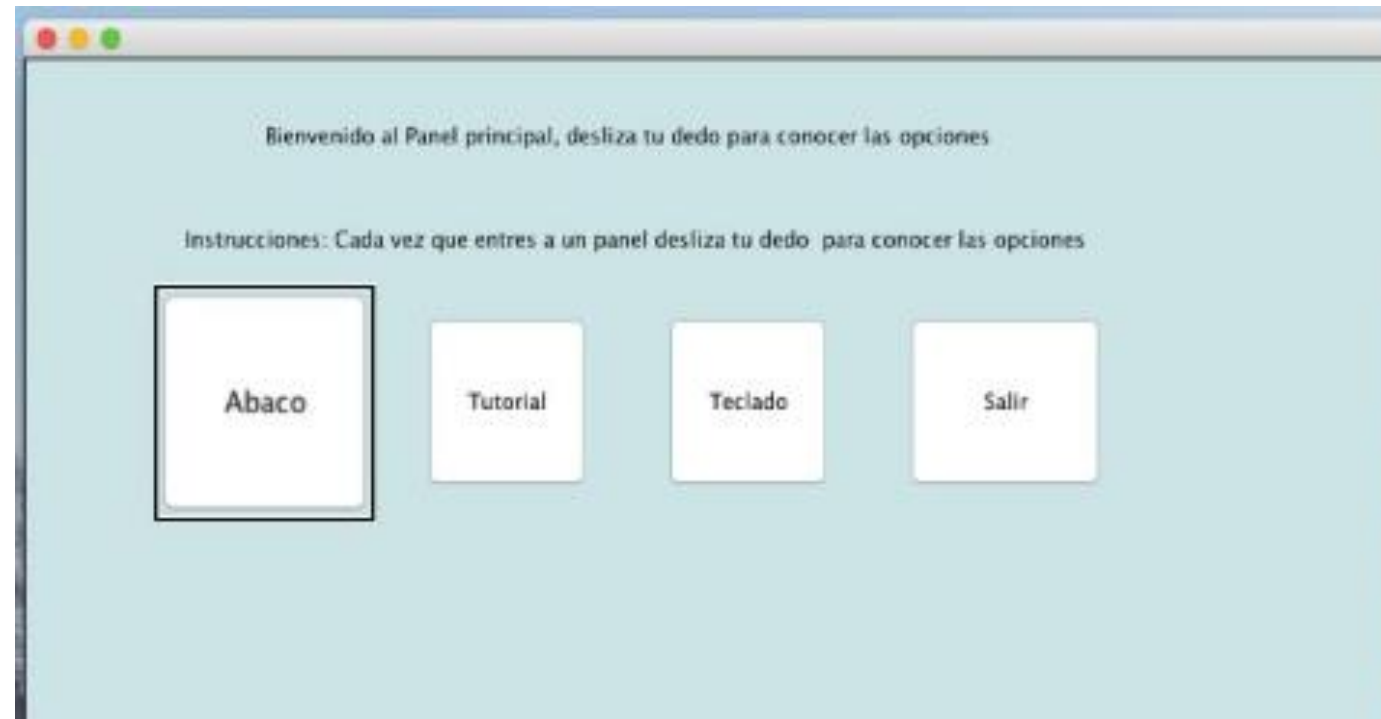 Bienvenido al Panel principal, desliza tu dedo para conocer las opciones
Instrucciones: Cada vez que entres a un panel desliza tu dedo para conocer las opciones
Abaco
Tutorial
Teclado
Salir